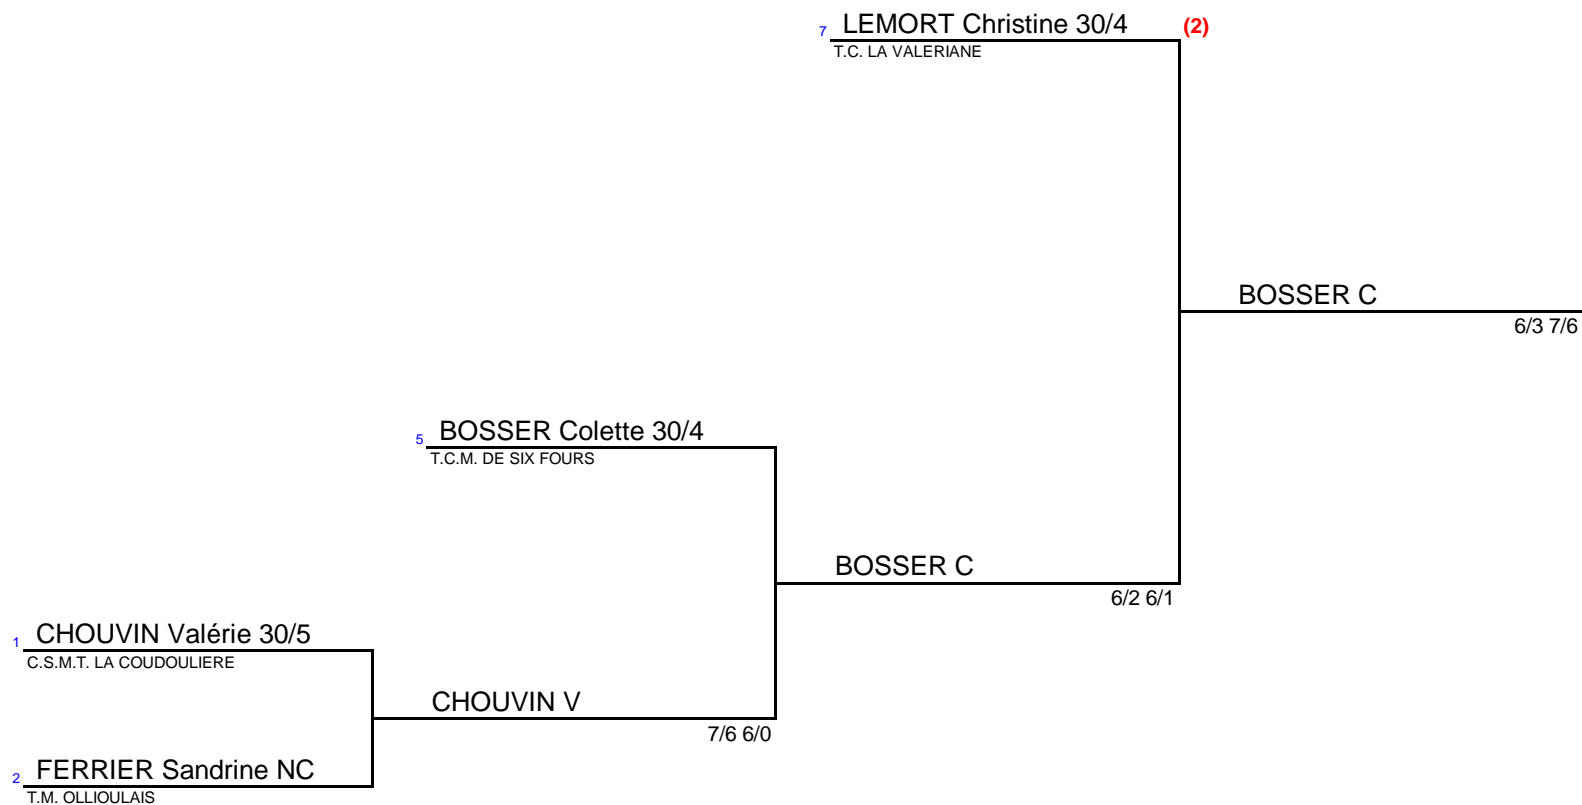 7 LEMORT Christine 30/4 (2)
T.C. LA VALERIANE
BOSSER C
6/3 7/6
5 BOSSER Colette 30/4
T.C.M. DE SIX FOURS
BOSSER C
6/2 6/1
1 CHOUVIN Valérie 30/5
C.S.M.T. LA COUDOULIERE
CHOUVIN V
7/6 6/0
2 FERRIER Sandrine NC
T.M. OLLIOULAIS